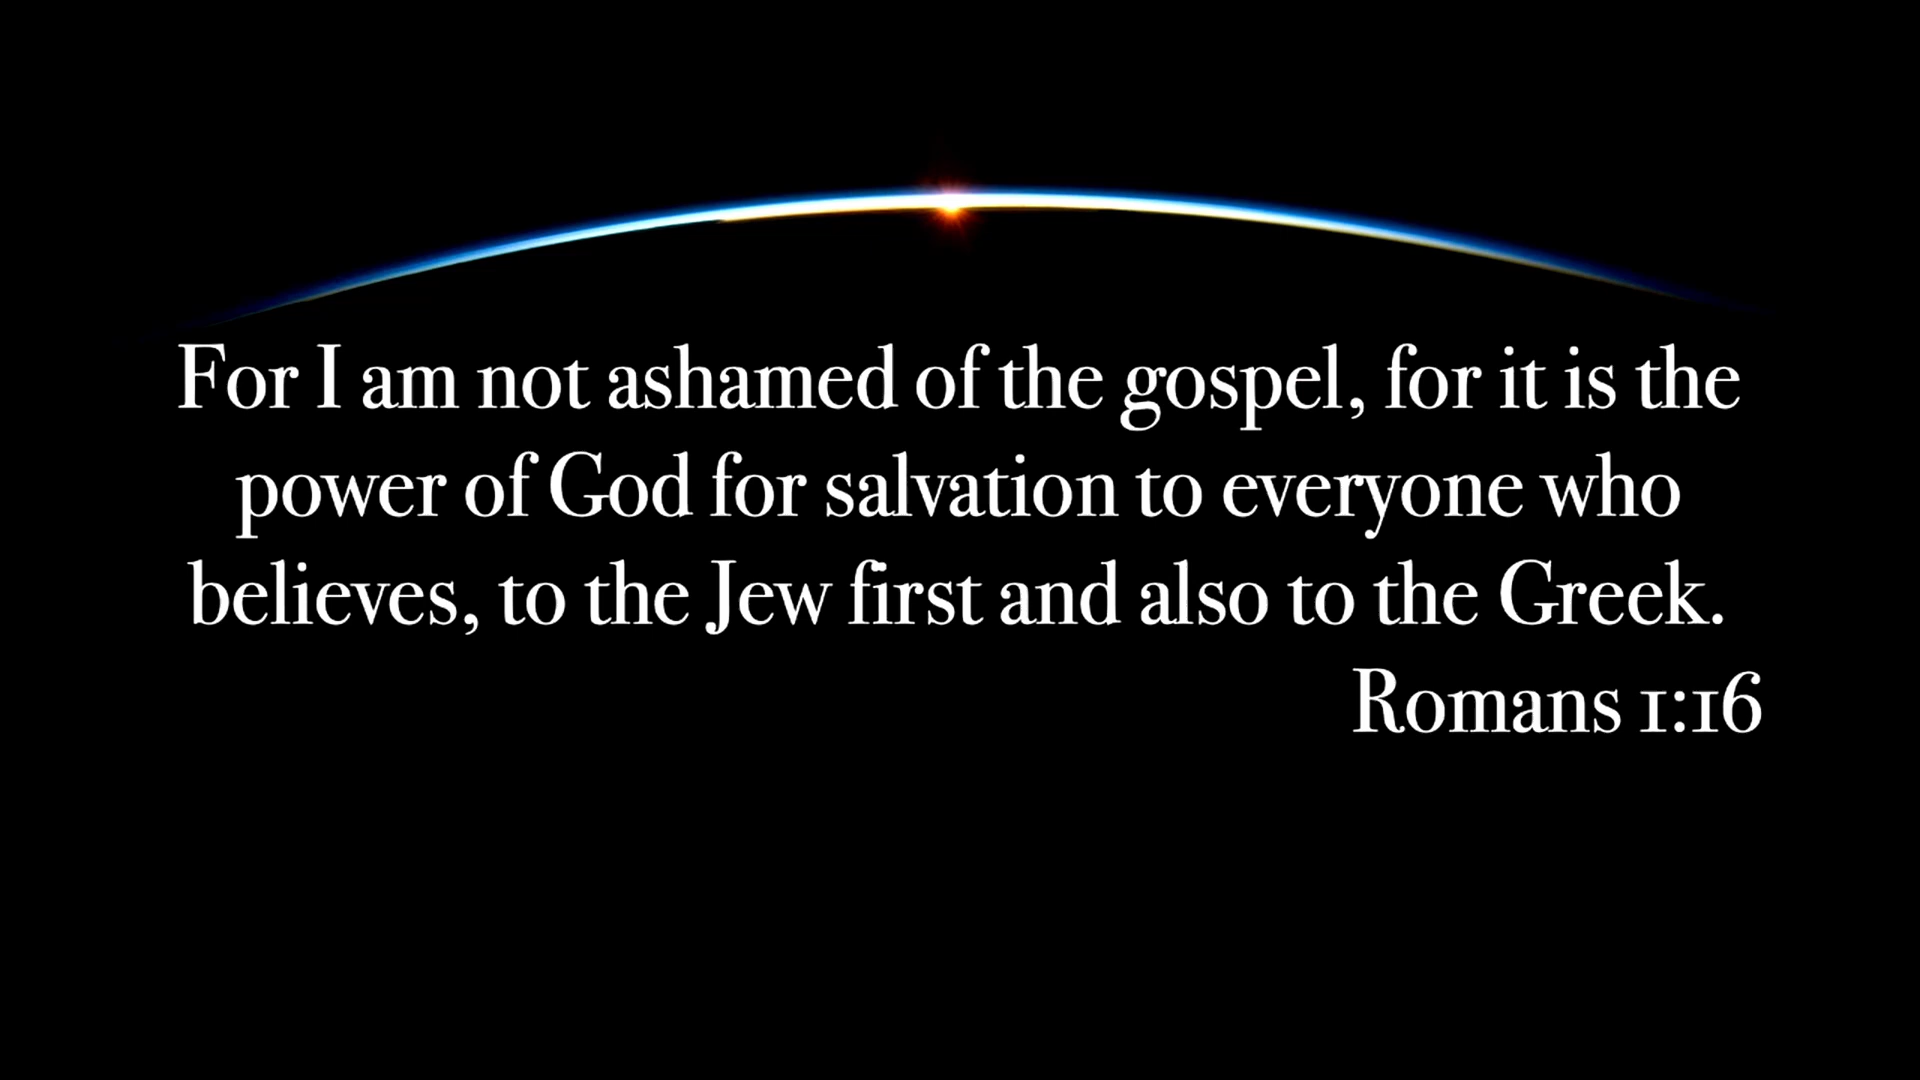 For I am not ashamed of the gospel, for it is the
power of God for salvation to everyone who
believes, to the Jew first and also to the Greek.
Romans 1:16